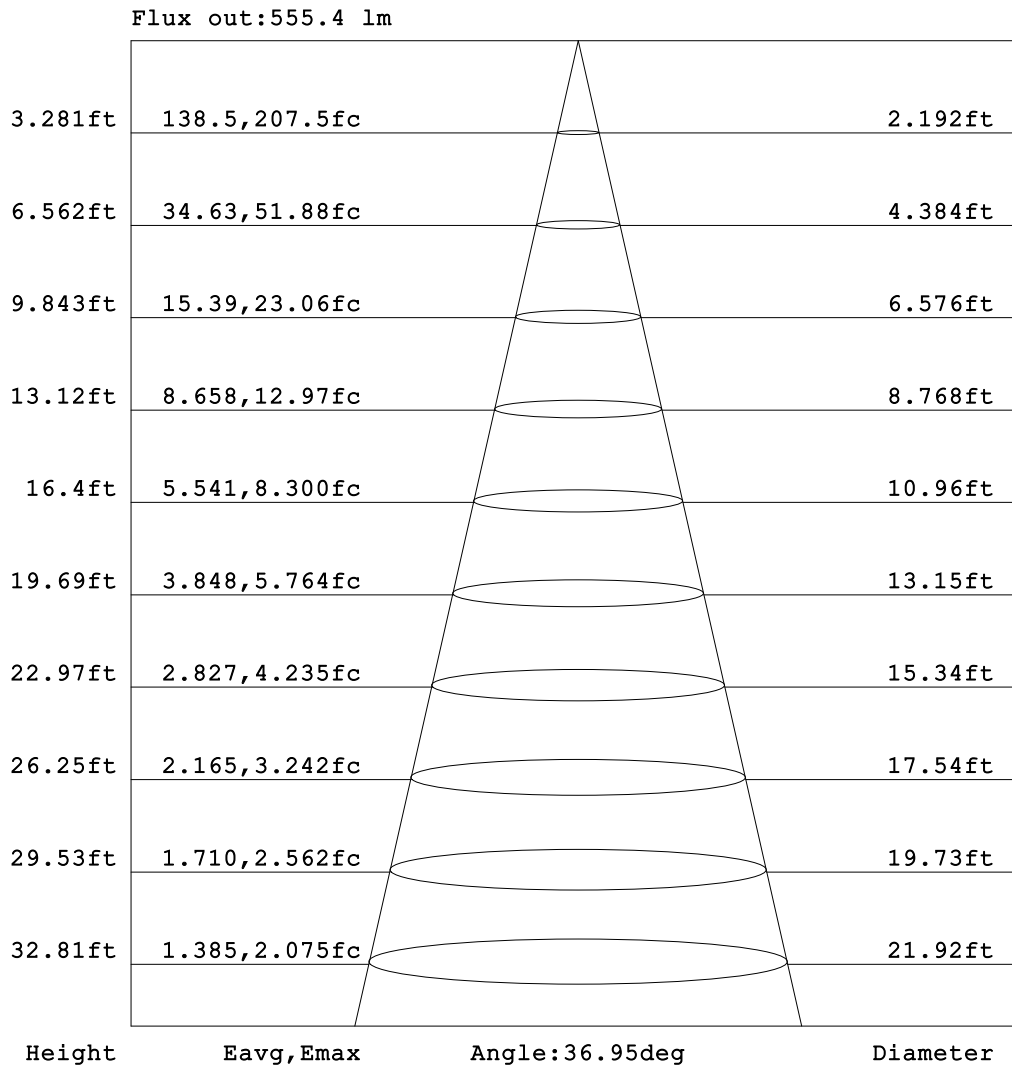 Flux out:555.4 lm
3.281ft 138.5,207.5fc 2.192ft
6.562ft 34.63,51.88fc 4.384ft
9.843ft 15.39,23.06fc 6.576ft
13.12ft 8.658,12.97fc 8.768ft
16.4ft 5.541,8.300fc 10.96ft
19.69ft 3.848,5.764fc 13.15ft
22.97ft 2.827,4.235fc 15.34ft
26.25ft 2.165,3.242fc 17.54ft
29.53ft 1.710,2.562fc 19.73ft
32.81ft 1.385,2.075fc 21.92ft
Height Eavg,Emax Angle:36.95deg Diameter